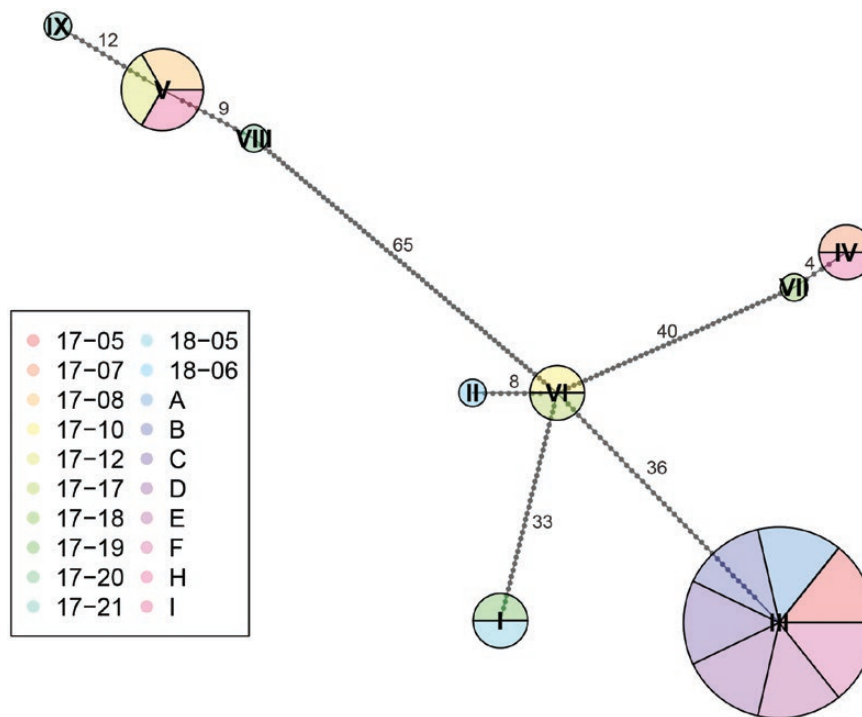 IX
12
V
9
VIII
65
IV
4
VII
40
II
8
VI
36
33
I
III
17-05 18-05
17-07 18-06
17-08 A
17-10 B
17-12 C
17-17 D
17-18 E
17-19 F
17-20 H
17-21 I